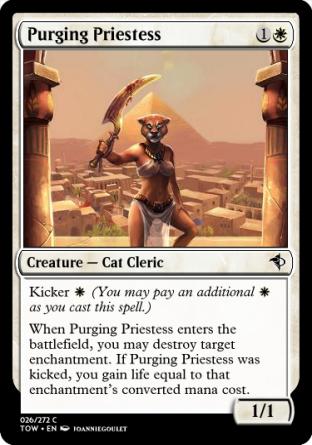 Purging Priestess 1
Creature — Cat Cleric
Kicker (You may pay an additional
as you cast this spell.)
When Purging Priestess enters the
battlefield, you may destroy target
enchantment. If Purging Priestess was
kicked, you gain life equal to that
enchantment's converted mana cost.
1/1
026/272 C
TOW • EN IOANNIEGOULET